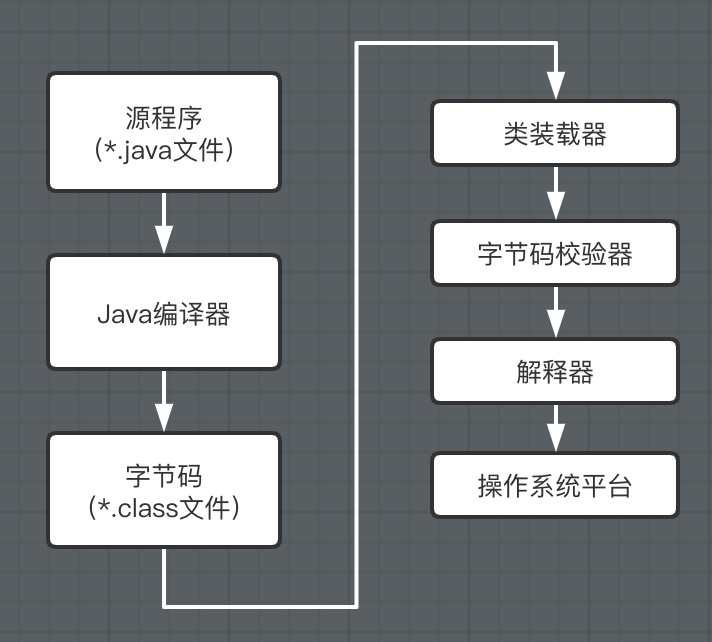 源程序
(*.java文件)
Java编译器
字节码
(*.class文件)
类装载器
字节码校验器
解释器
操作系统平台